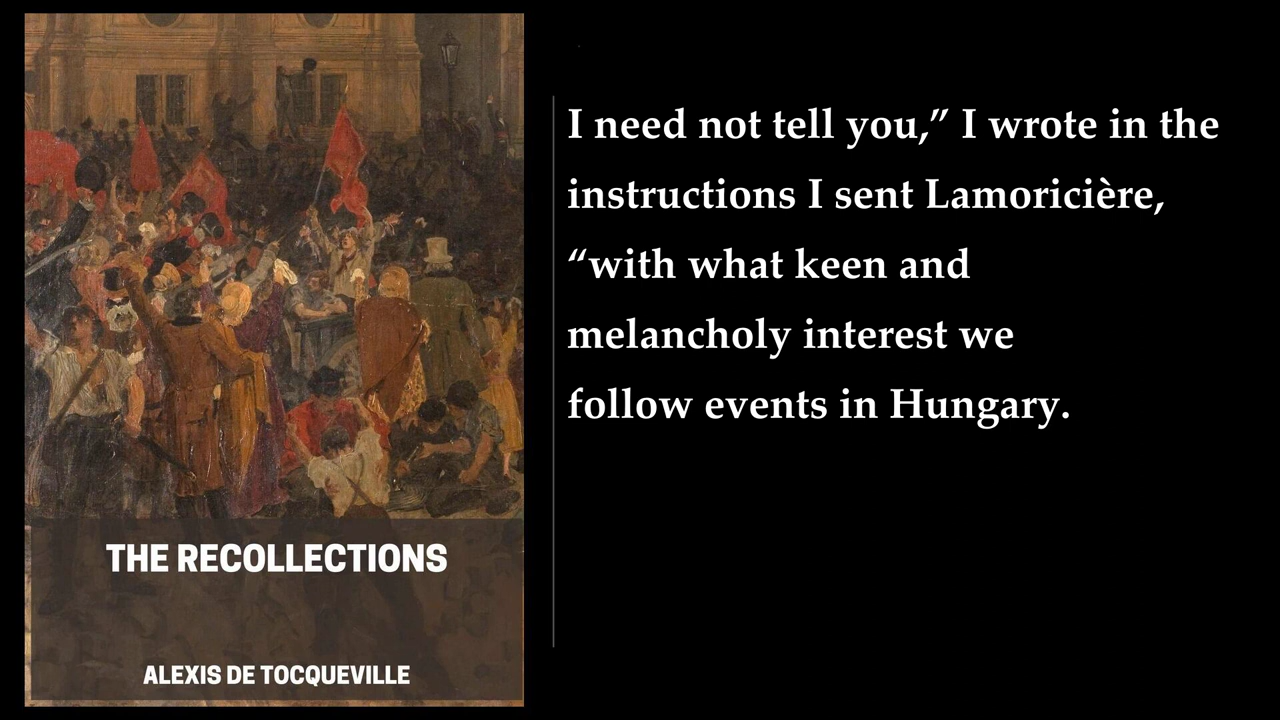 THE RECOLLECTIONS
ALEXIS DE TOCQUEVILLE
I need not tell you,” I wrote in the
instructions I sent Lamoricière,
“with what keen and
melancholy interest we
follow events in Hungary.